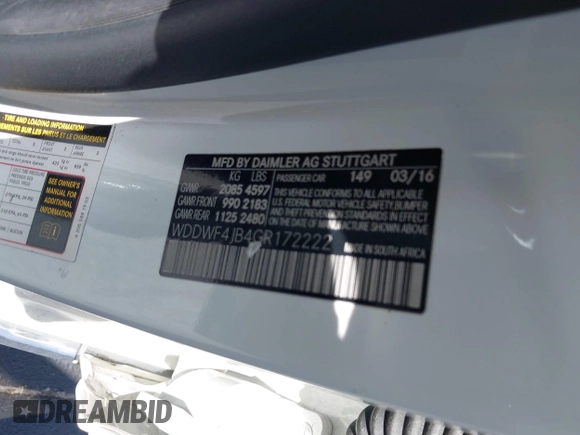 TIRE AND LOADING INFORMATION
SEE OWNER'S
MANUAL FOR
ADDITIONAL
INFORMATION
MFD BY DAIMLER AG STUTTGART
KG LBS PASSENGER CAR 149 03/16
GVWR 2085 4597 THIS VEHICLE CONFORMS TO ALL APPLICABLE
GAWR FRONT 990 2183 U.S. FEDERAL MOTOR VEHICLE SAFETY, BUMPER,
GAWR REAR 1125 2480 AND THEFT PREVENTION STANDARDS IN EFFECT
ON THE DATE OF MANUFACTURE SHOWN ABOVE
WDDWF4JB4GR172222 MADE IN SOUTH AFRICA
DREAMBID